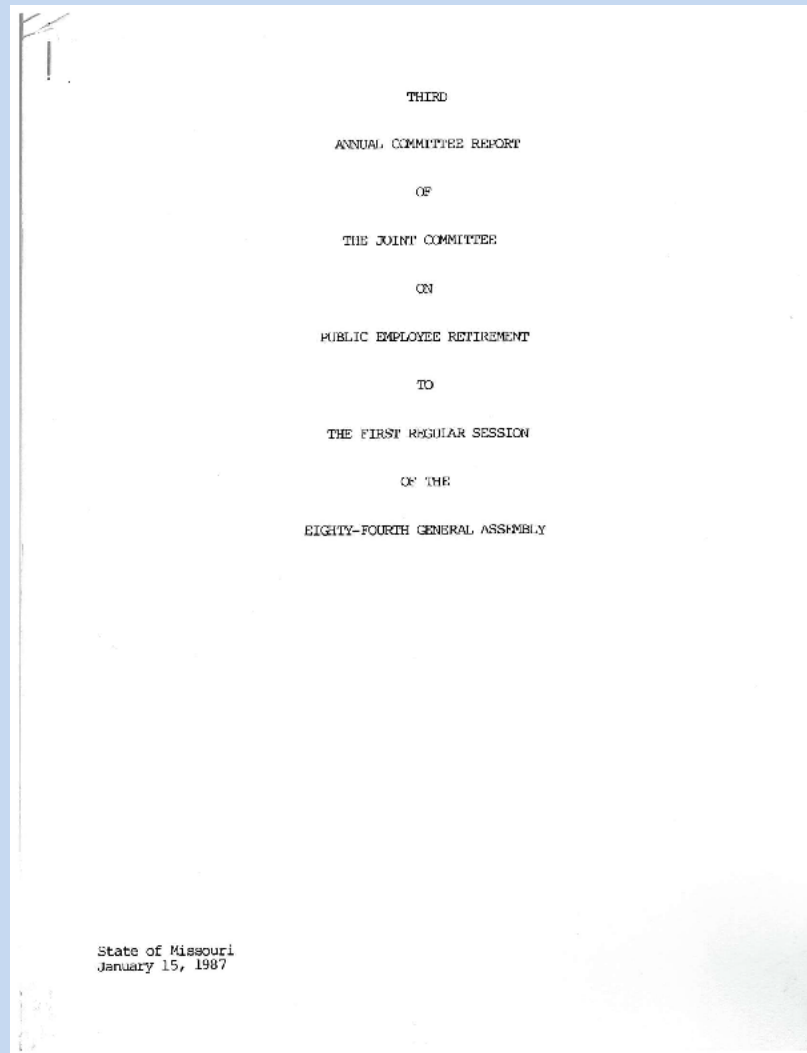 THIRD
ANNUAL COMMITTEE REPORT
OF
THE JOINT COMMITTEE
ON
PUBLIC EMPLOYEE RETIREMENT
TO
THE FIRST REGULAR SESSION
OF THE
EIGHTY-FOURTH GENERAL ASSEMBLY
State of Missouri
January 15, 1987